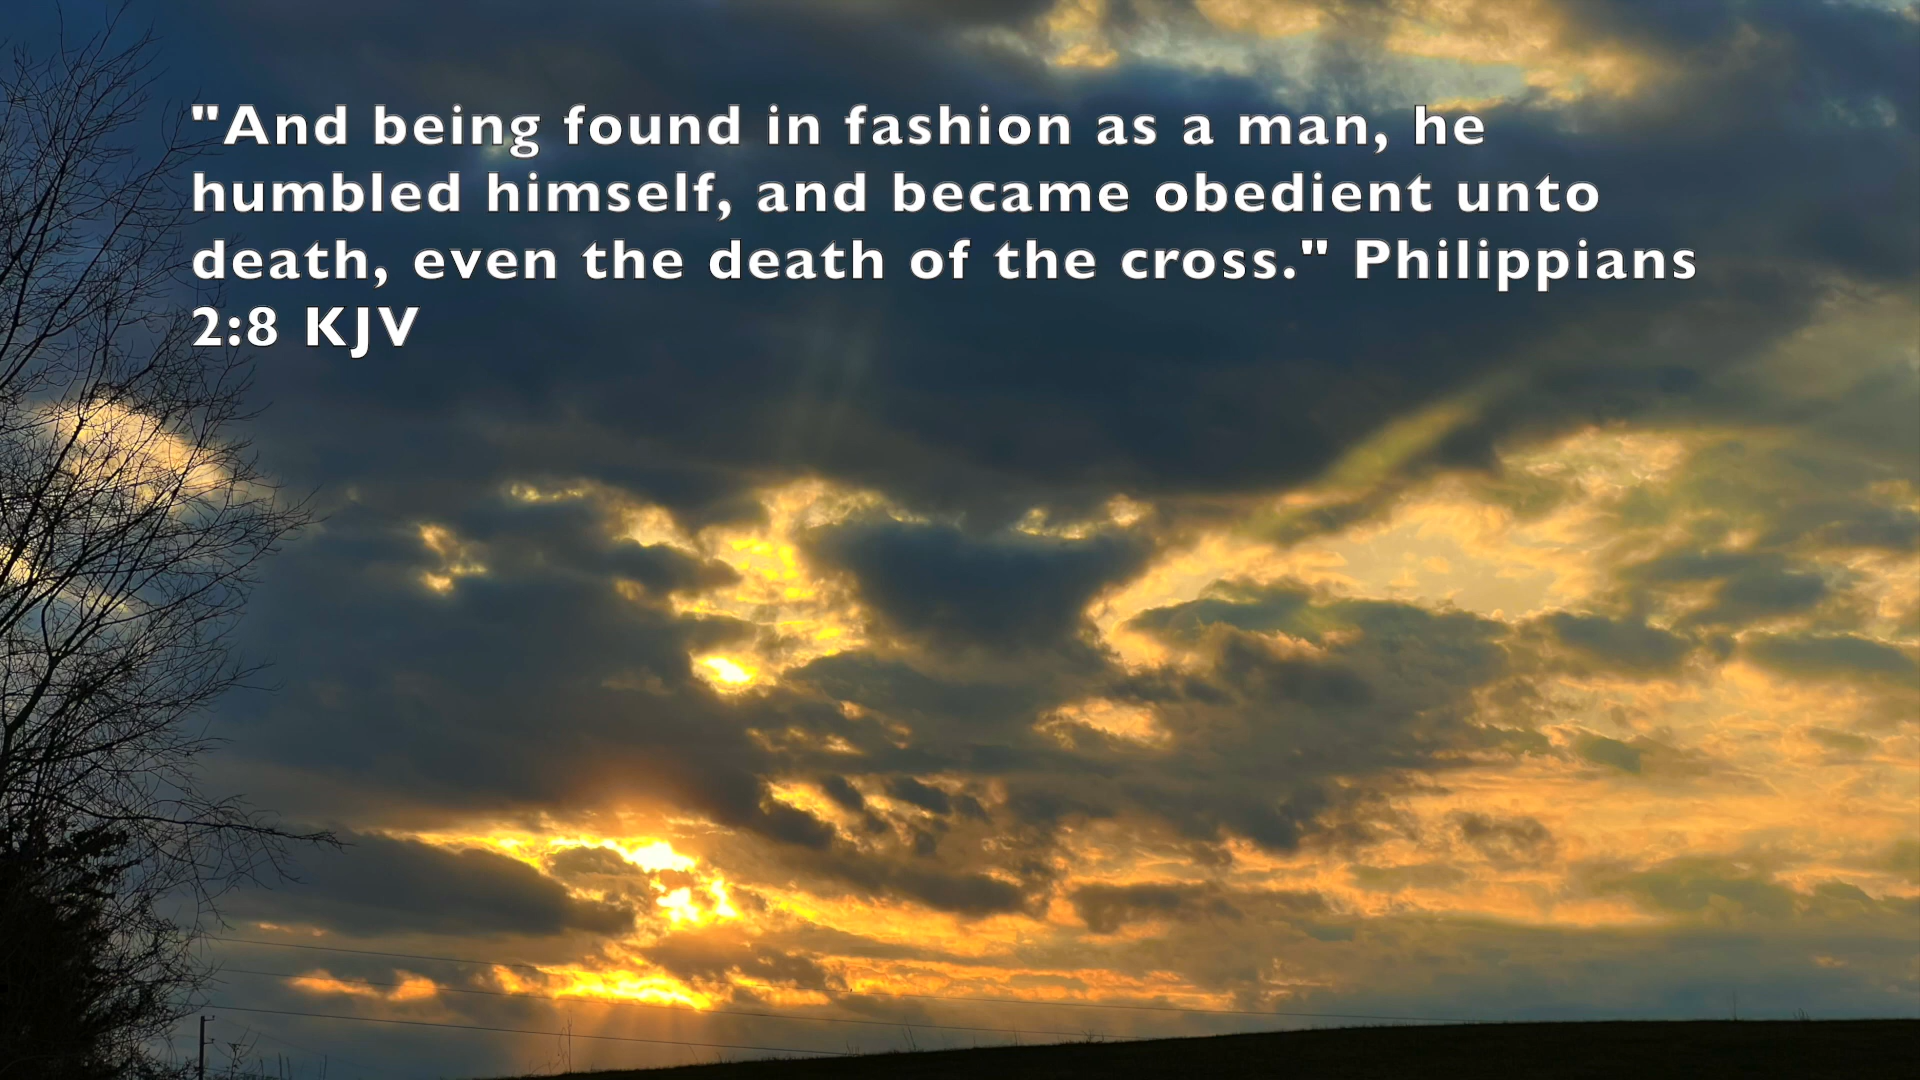 "And being found in fashion as a man, he
humbled himself, and became obedient unto
death, even the death of the cross." Philippians
2:8 KJV